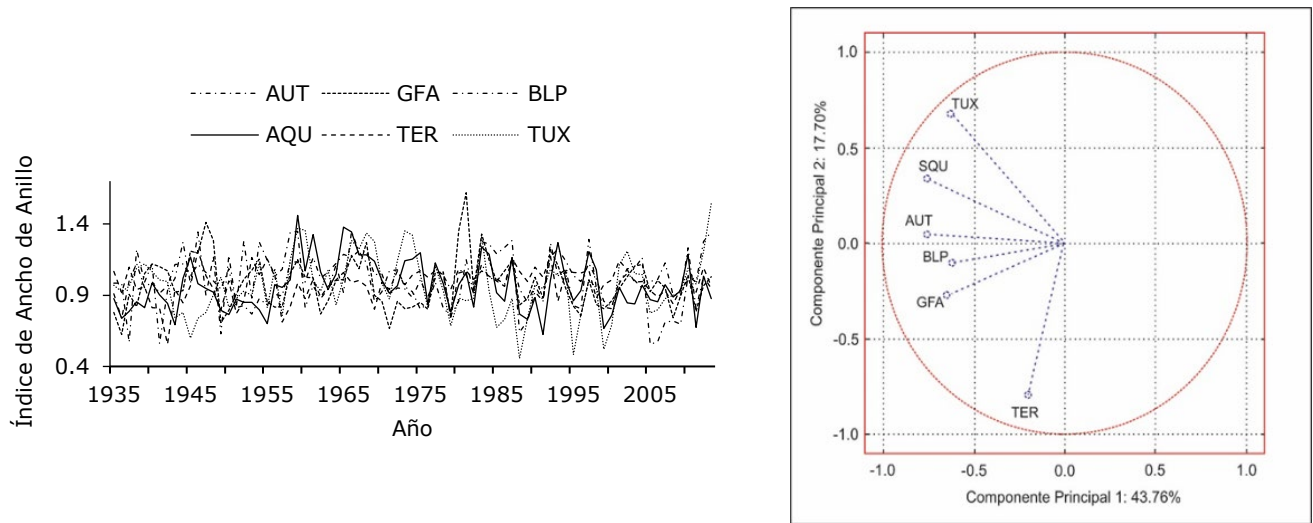 AUT GFA BLP
AQU TER TUX
Índice de Ancho de Anillo
1.4
0.9
0.4
1935 1945 1955 1965 1975 1985 1995 2005
Año
Componente Principal 2: 17.70%
1.0
0.5
0.0
-0.5
-1.0
TUX
SQU
AUT
BLP
GFA
TER
-1.0 -0.5 0.0 0.5 1.0
Componente Principal 1: 43.76%